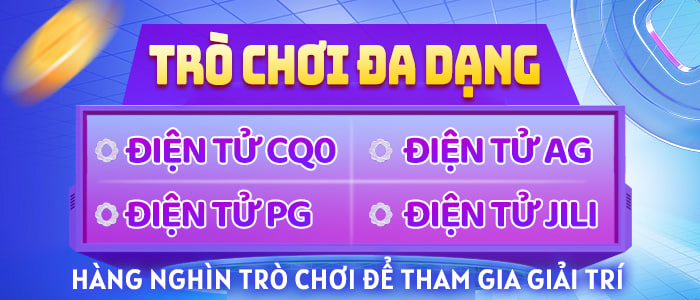 TRÒ CHƠI ĐA DẠNG
ĐIỆN TỬ CQ0
ĐIỆN TỬ AG
ĐIỆN TỬ PG
ĐIỆN TỬ JILI
HÀNG NGHÌN TRÒ CHƠI ĐỂ THAM GIA GIẢI TRÍ